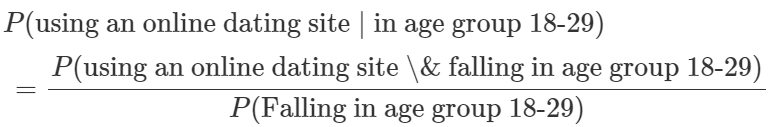 P(using an online dating site | in age group 18-29)
= P(using an online dating site \& falling in age group 18-29)
P(Falling in age group 18-29)